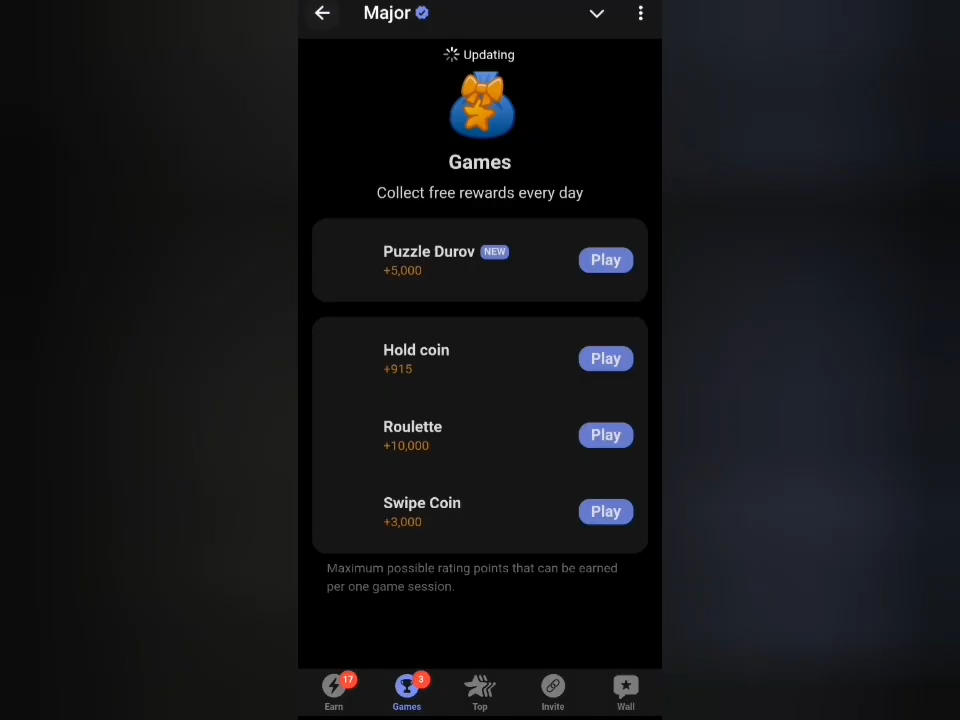 Major
Updating
Games
Collect free rewards every day
Puzzle Durov NEW
+5,000
Play
Hold coin
+915
Play
Roulette
+10,000
Play
Swipe Coin
+3,000
Play
Maximum possible rating points that can be earned
per one game session.
17
3
Earn
Games
Top
Invite
Wall